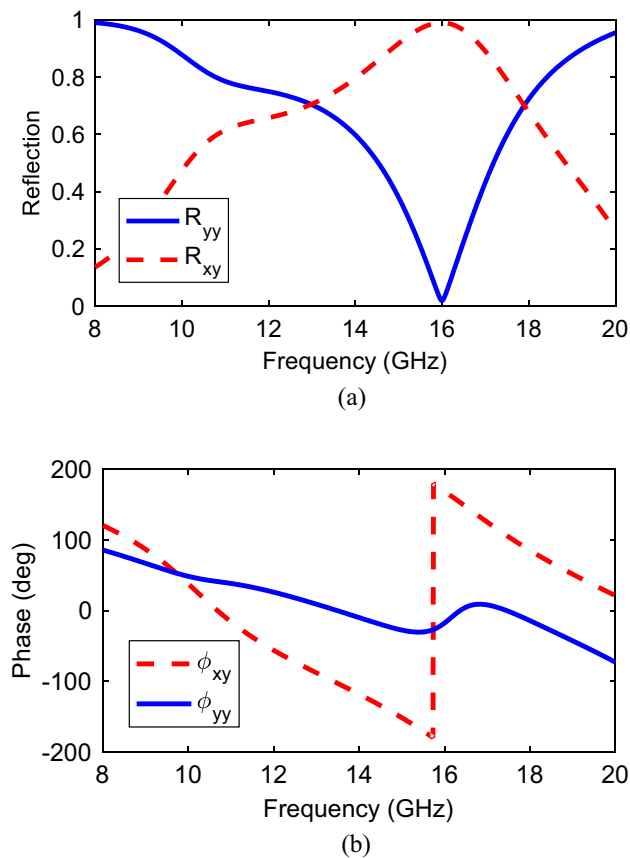 1
0.8
0.6
0.4
0.2
0
Reflection
R_yy
R_xy
8 10 12 14 16 18 20
Frequency (GHz)
(a)
200
100
0
-100
-200
Phase (deg)
ϕ_xy
ϕ_yy
8 10 12 14 16 18 20
Frequency (GHz)
(b)